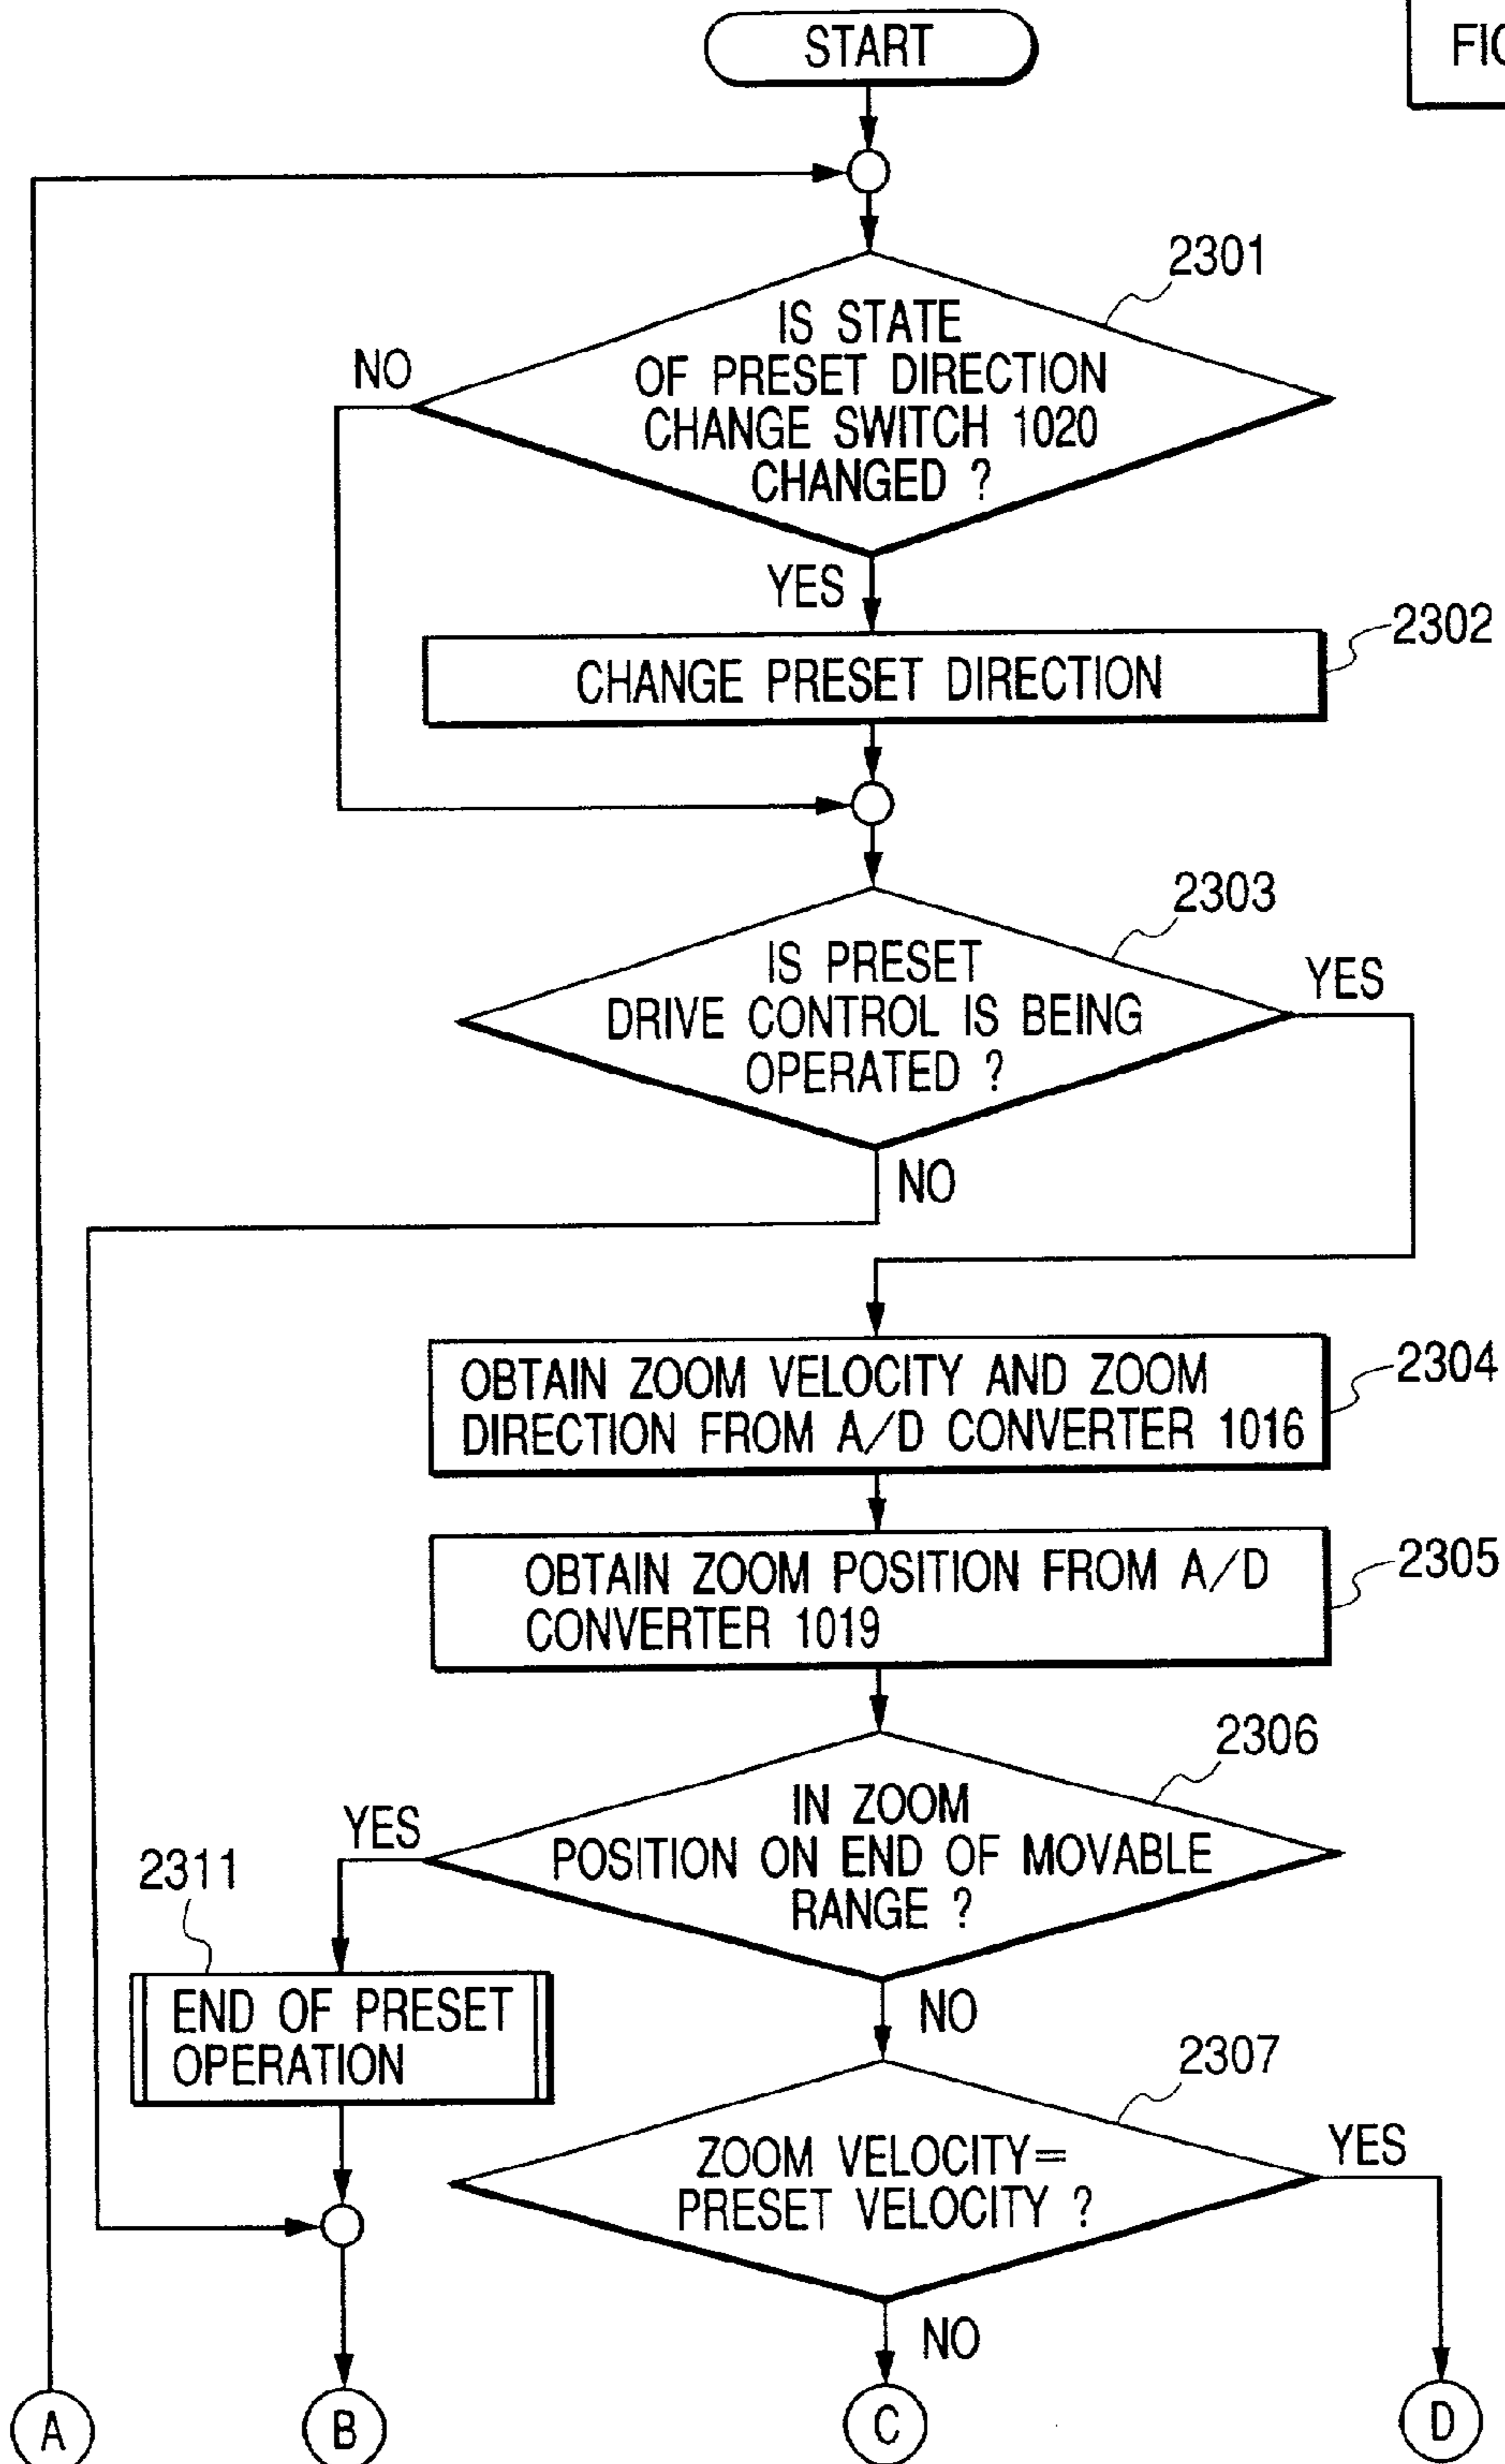 START
FIG
2301
IS STATE
OF PRESET DIRECTION
CHANGE SWITCH 1020
CHANGED ?
NO
YES
2302
CHANGE PRESET DIRECTION
2303
IS PRESET
DRIVE CONTROL IS BEING
OPERATED ?
YES
NO
2304
OBTAIN ZOOM VELOCITY AND ZOOM
DIRECTION FROM A/D CONVERTER 1016
2305
OBTAIN ZOOM POSITION FROM A/D
CONVERTER 1019
2306
IN ZOOM
POSITION ON END OF MOVABLE
RANGE ?
YES
NO
2311
END OF PRESET
OPERATION
2307
ZOOM VELOCITY=
PRESET VELOCITY ?
YES
NO
A
B
C
D